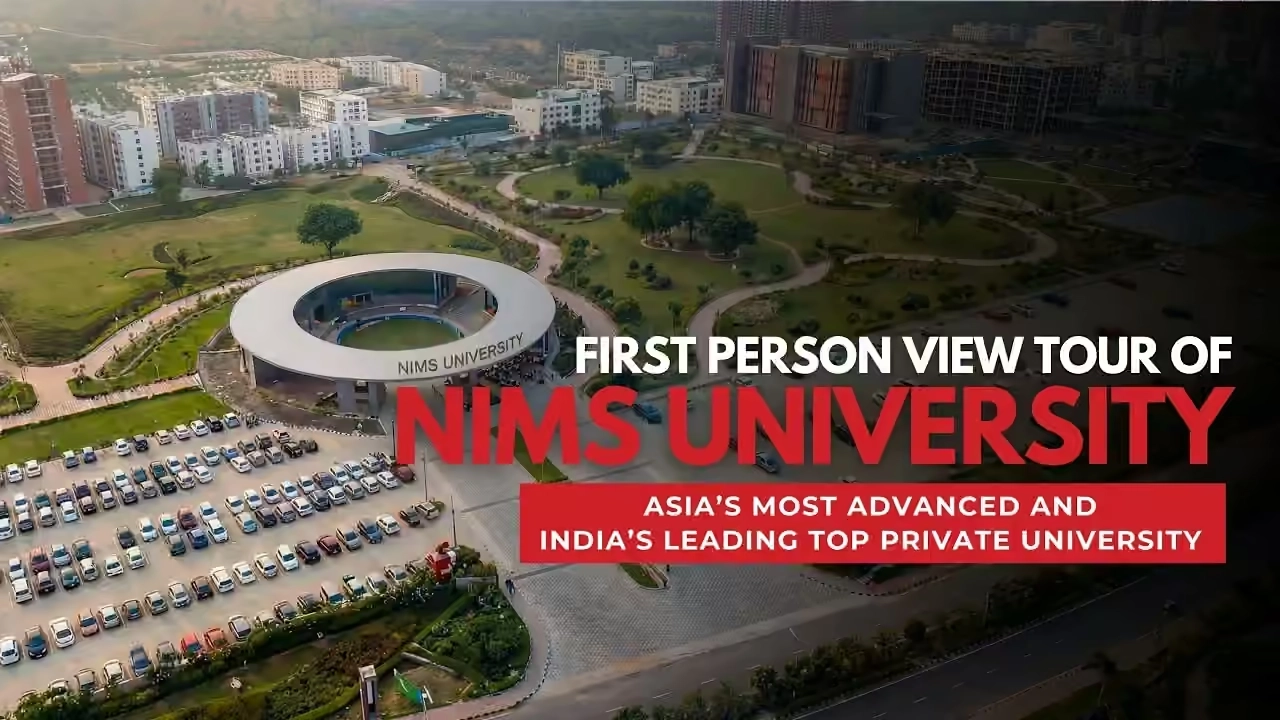 NIMS UNIVERSITY
FIRST PERSON VIEW TOUR OF
NIMS UNIVERSITY
ASIA’S MOST ADVANCED AND
INDIA’S LEADING TOP PRIVATE UNIVERSITY